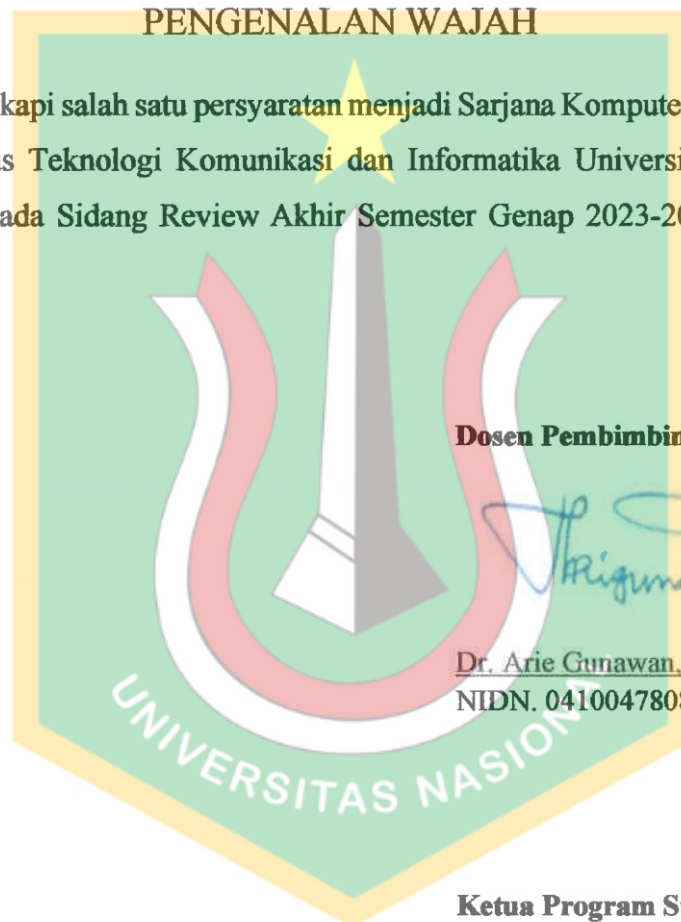 PENGENALAN WAJAH
kapi salah satu persyaratan menjadi Sarjana Kompute
s Teknologi Komunikasi dan Informatika Universi
ada Sidang Review Akhir Semester Genap 2023-20
Dosen Pembimbin
Dr. Arie Gunawan,
NIDN. 041004780
UNIVERSITAS NASIONAL
Ketua Program S